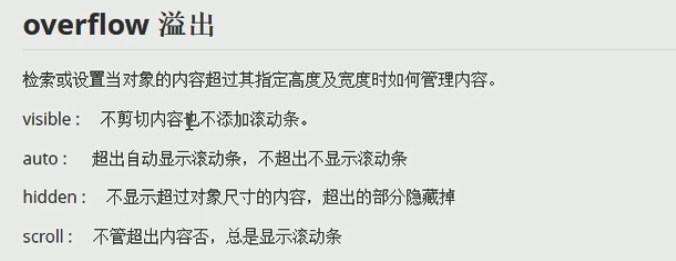 overflow 溢出
检索或设置当对象的内容超过其指定高度及宽度时如何管理内容。
visible : 不剪切内容也不添加滚动条。
auto : 超出自动显示滚动条，不超出不显示滚动条
hidden : 不显示超过对象尺寸的内容，超出的部分隐藏掉
scroll : 不管超出内容否，总是显示滚动条